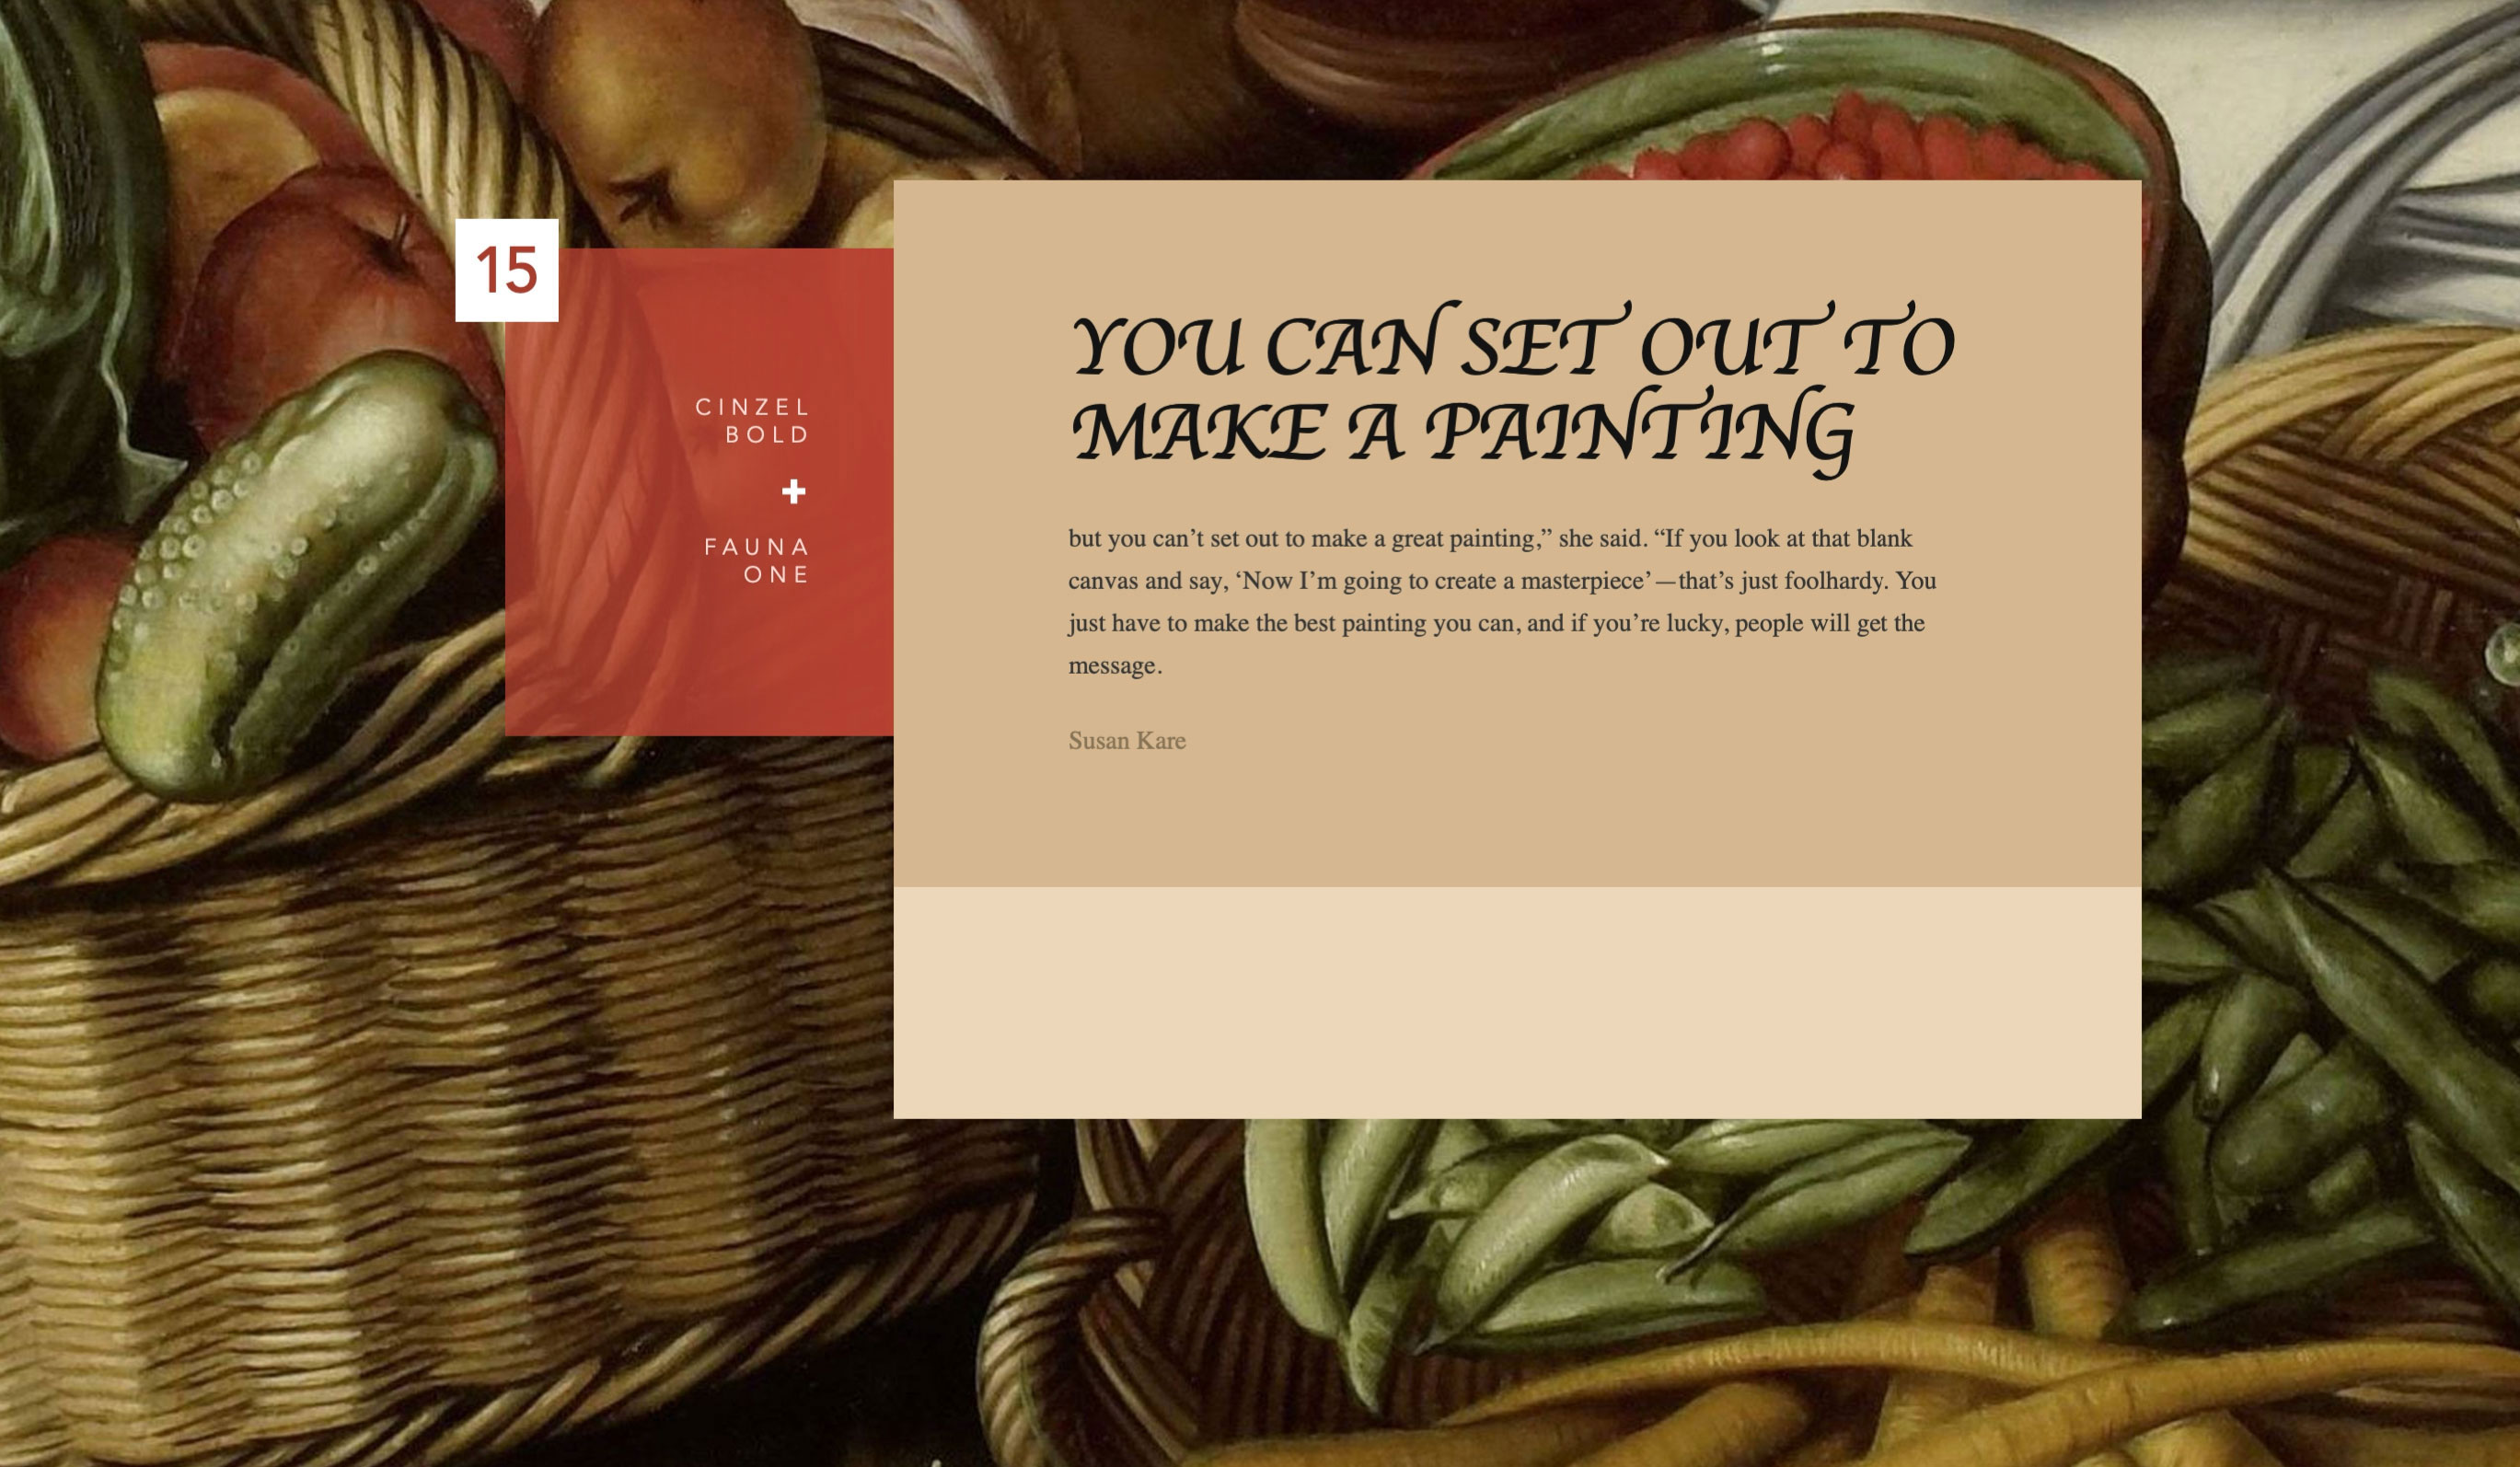 15
CINZEL
BOLD
+
FAUNA
ONE
YOU CAN SET OUT TO
MAKE A PAINTING
but you can’t set out to make a great painting,” she said. “If you look at that blank
canvas and say, ‘Now I’m going to create a masterpiece’—that’s just foolhardy. You
just have to make the best painting you can, and if you’re lucky, people will get the
message.
Susan Kare